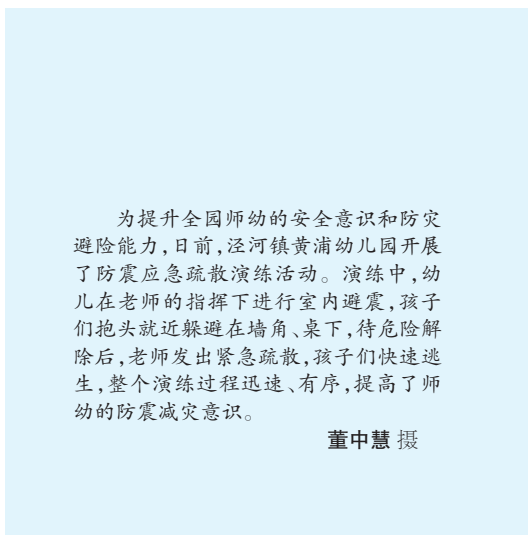 为提升全园师幼的安全意识和防灾
避险能力,日前,泾河镇黄浦幼儿园开展
了防震应急疏散演练活动。演练中,幼
儿在老师的指挥下进行室内避震,孩子
们抱头就近躲避在墙角、桌下,待危险解
除后,老师发出紧急疏散,孩子们快速逃
生,整个演练过程迅速、有序,提高了师
幼的防震减灾意识。
董中慧 摄